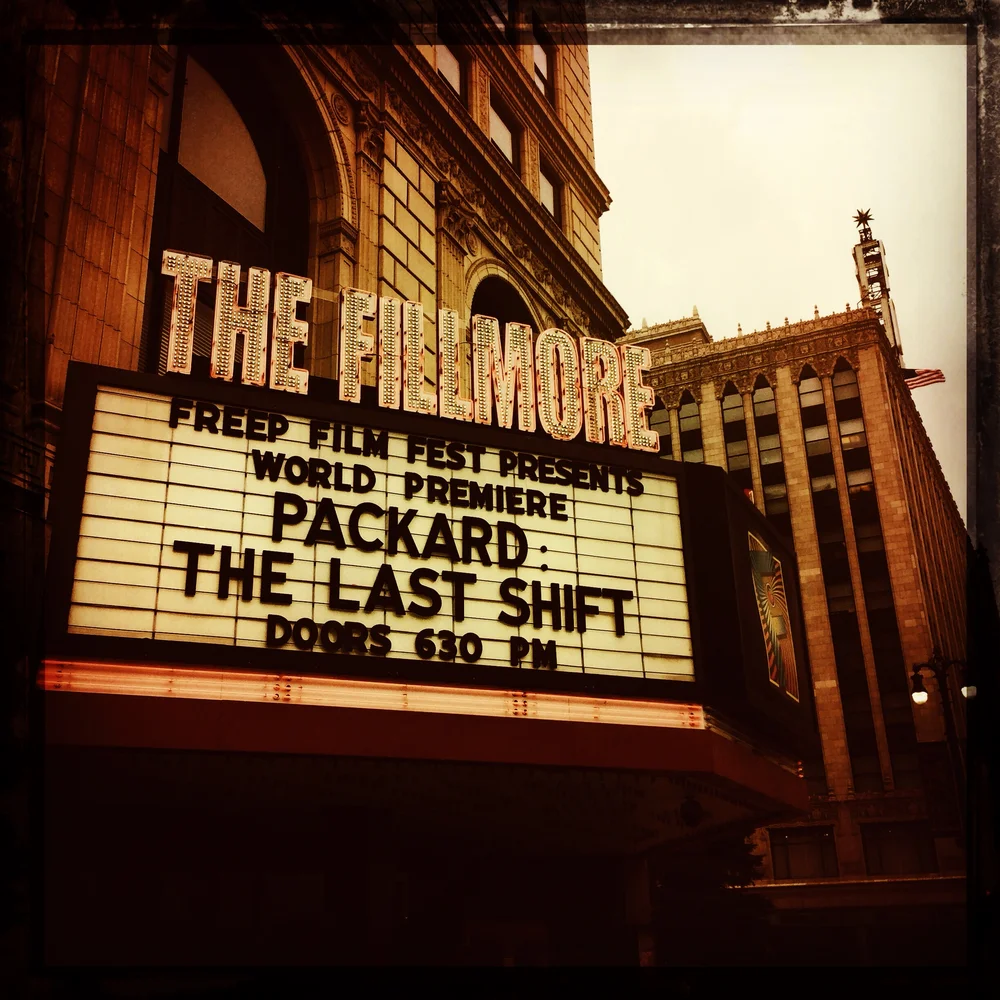 THE FILLMORE
FREEP FILM FEST PRESENTS
WORLD PREMIERE
PACKARD:
THE LAST SHIFT
DOORS 630 PM